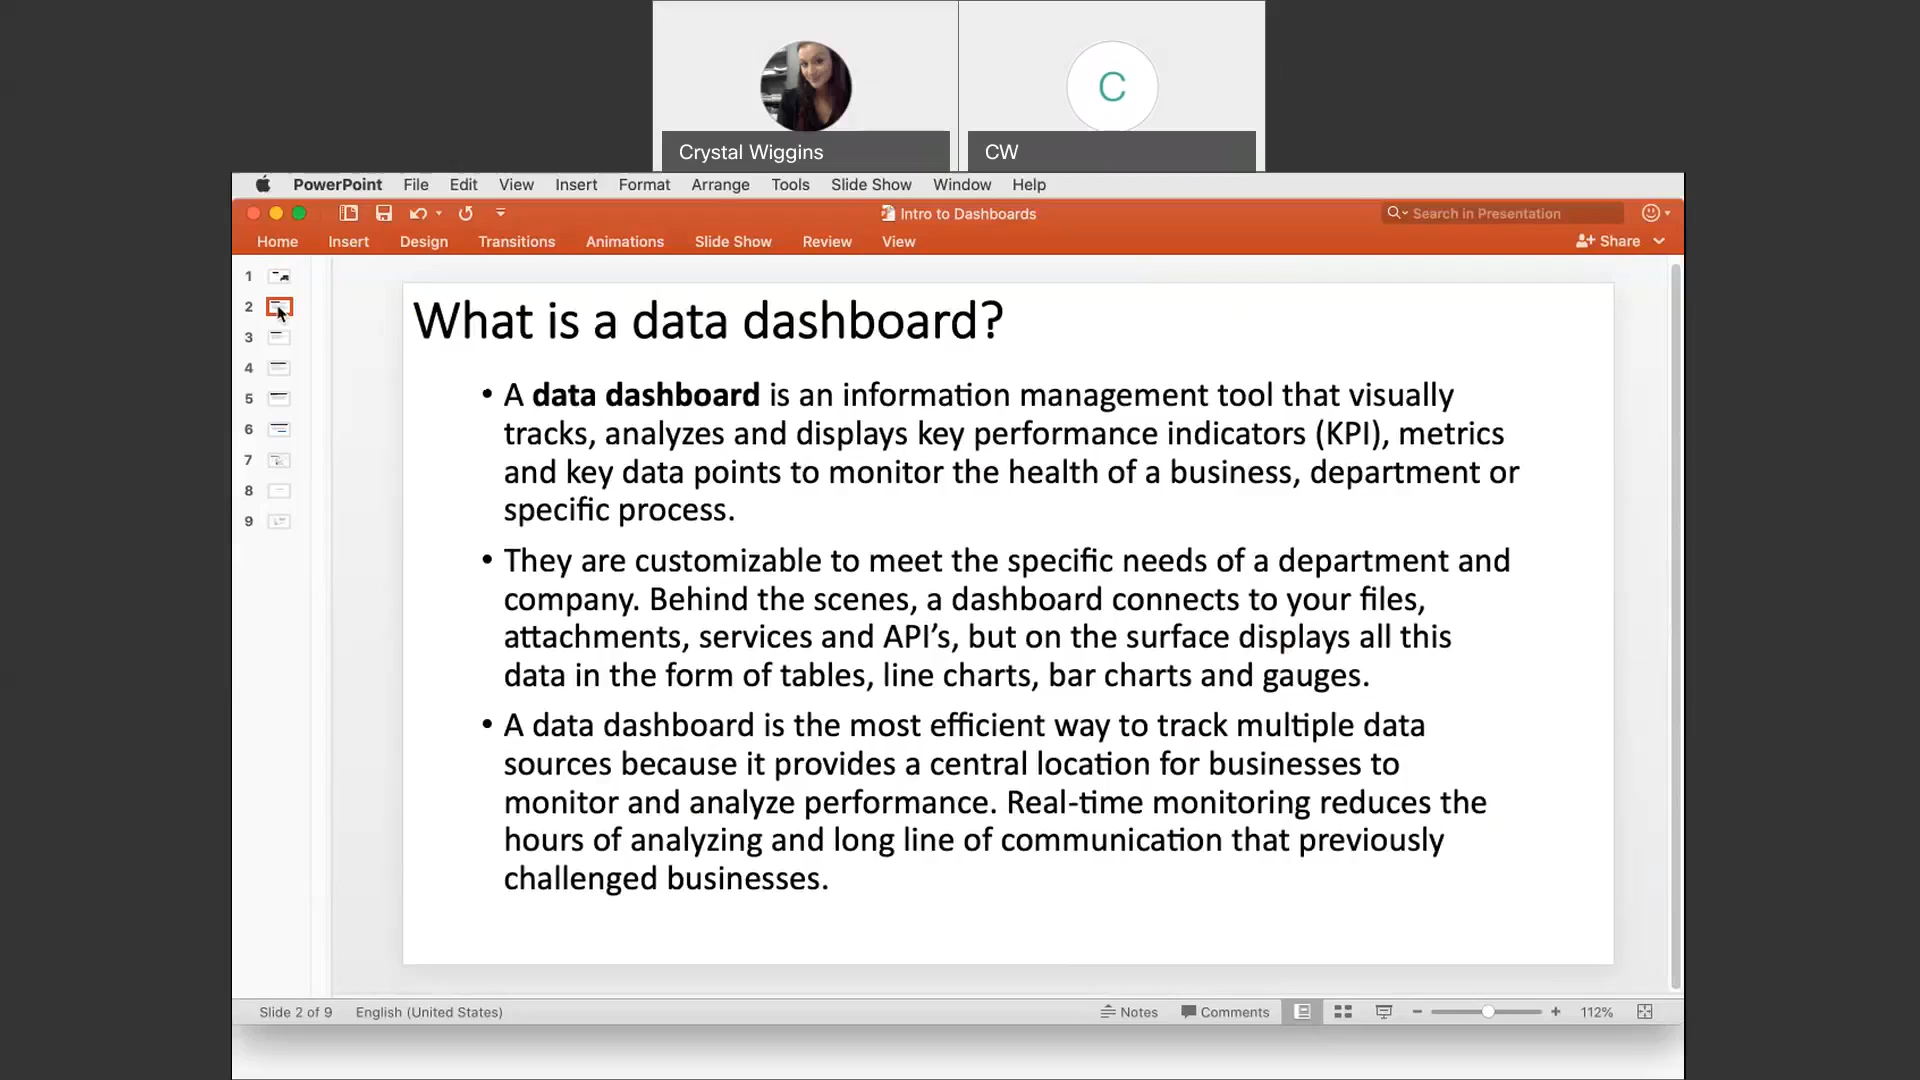 C
Crystal Wiggins
CW
PowerPoint File Edit View Insert Format Arrange Tools Slide Show Window Help
Intro to Dashboards
Search in Presentation
Home Insert Design Transitions Animations Slide Show Review View
Share
1
2
3
4
5
6
7
8
9
What is a data dashboard?
• A data dashboard is an information management tool that visually
tracks, analyzes and displays key performance indicators (KPI), metrics
and key data points to monitor the health of a business, department or
specific process.
• They are customizable to meet the specific needs of a department and
company. Behind the scenes, a dashboard connects to your files,
attachments, services and API’s, but on the surface displays all this
data in the form of tables, line charts, bar charts and gauges.
• A data dashboard is the most efficient way to track multiple data
sources because it provides a central location for businesses to
monitor and analyze performance. Real-time monitoring reduces the
hours of analyzing and long line of communication that previously
challenged businesses.
Slide 2 of 9 English (United States)
Notes Comments 112%